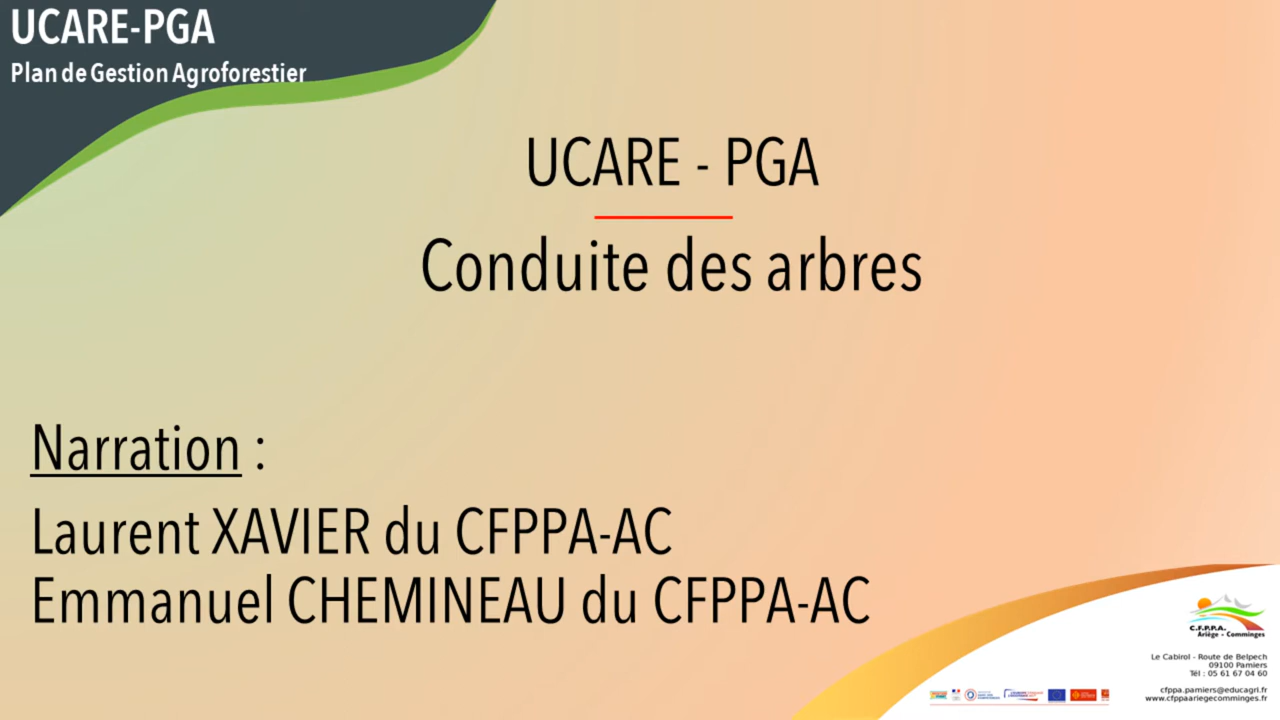 UCARE-PGA
Plan de Gestion Agroforestier
UCARE - PGA
Conduite des arbres
Narration :
Laurent XAVIER du CFPPA-AC
Emmanuel CHEMINEAU du CFPPA-AC
C.F.P.P.A.
Ariège - Comminges
Le Cabirol - Route de Belpech
09100 Pamiers
Tél : 05 61 67 04 60
cfppa.pamiers@educagri.fr
www.cfppaariegecomminges.fr